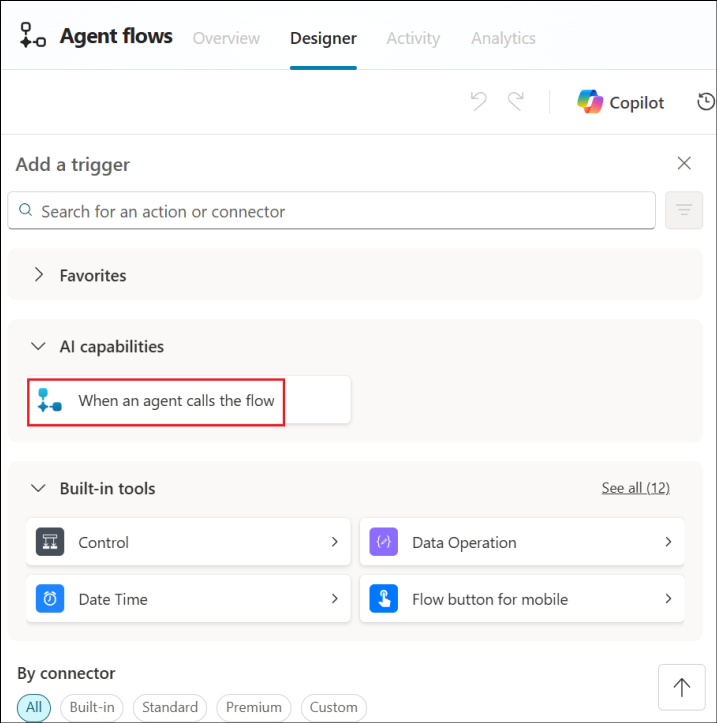 Agent flows Overview Designer Activity Analytics
Copilot
Add a trigger
Search for an action or connector
Favorites
AI capabilities
When an agent calls the flow
Built-in tools See all (12)
Control Data Operation
Date Time Flow button for mobile
By connector
All Built-in Standard Premium Custom